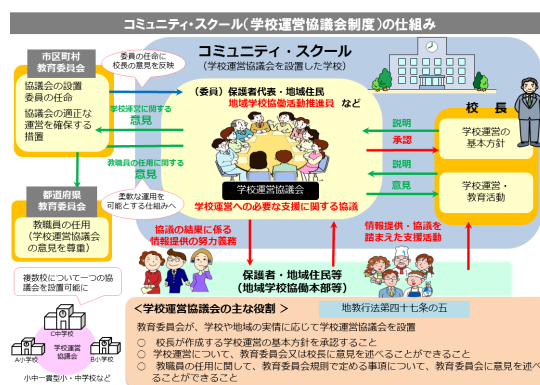 コミュニティ・スクール(学校運営協議会制度)の仕組み
市区町村
教育委員会
協議会の設置
委員の任命
協議会の適正な
運営を確保する
措置
委員の任命に
校長の意見を反映
コミュニティ・スクール
(学校運営協議会を設置した学校)
(委員)保護者代表・地域住民
地域学校協働活動推進員 など
学校運営に関する
意見
教職員の任用に関する
意見
学校運営協議会
学校運営への必要な支援に関する協議
校 長
説明
承認
学校運営の
基本方針
説明
意見
学校運営・
教育活動
都道府県
教育委員会
教職員の任用
(学校運営協議会
の意見を尊重)
柔軟な運用を
可能とする仕組みへ
協議の結果に係る
情報提供の努力義務
情報提供・協議を
踏まえた支援活動
保護者・地域住民等
(地域学校協働本部等)
複数校について一つの協
議会を設置可能に
C中学校
学校運営
協議会
A小学校
B小学校
小中一貫型小・中学校など
<学校運営協議会の主な役割>
地教行法第四十七条の五
教育委員会が、学校や地域の実情に応じて学校運営協議会を設置
○ 校長が作成する学校運営の基本方針を承認すること
○ 学校運営について、教育委員会又は校長に意見を述べることができること
○ 教職員の任用に関して、教育委員会規則で定める事項について、教育委員会に意見を述べ
ることができること